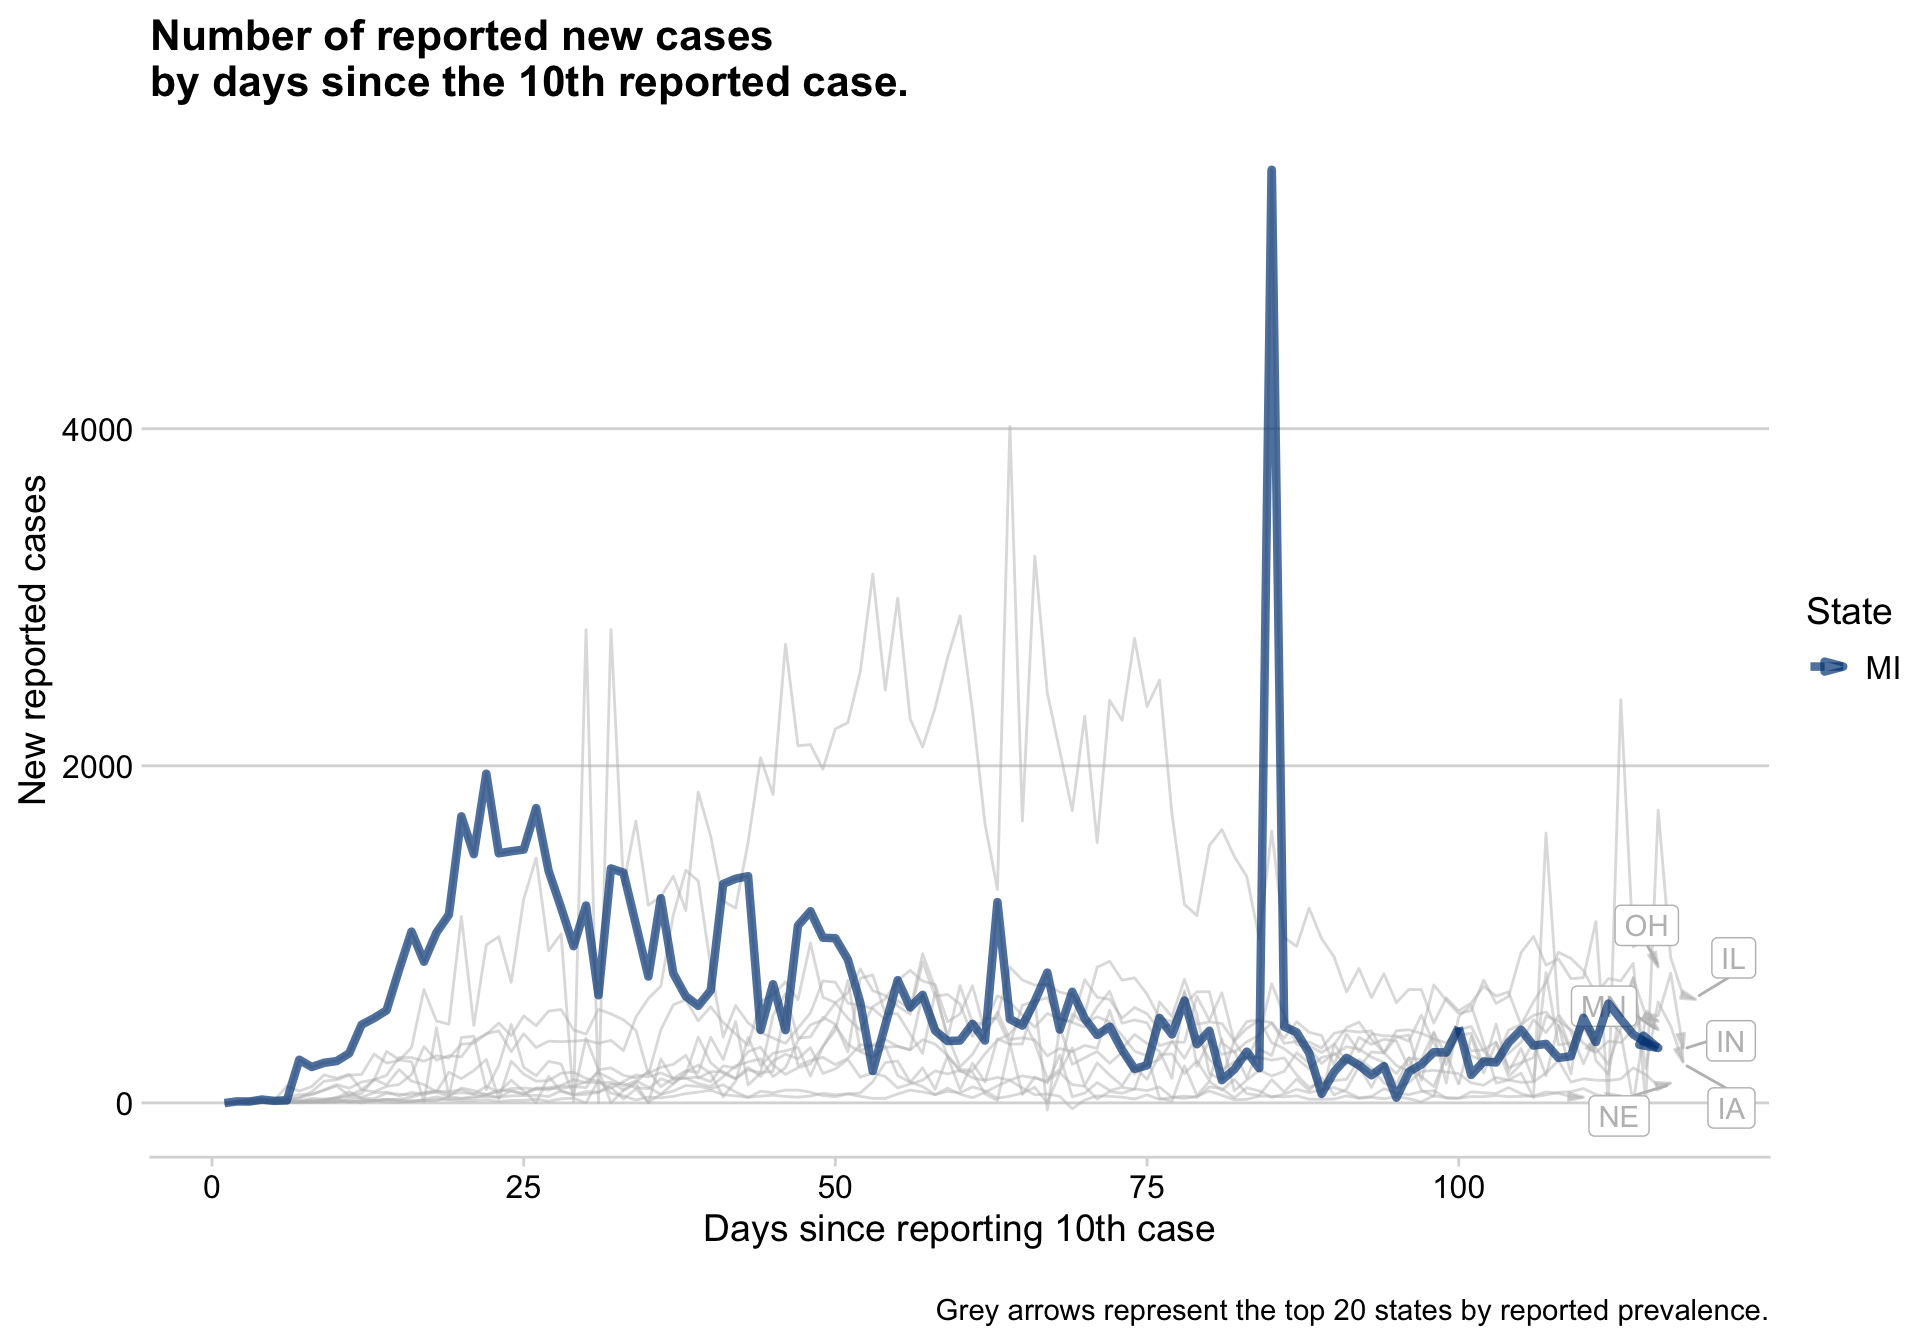 Number of reported new cases
by days since the 10th reported case.
4000
2000
0
New reported cases
OH
IL
MN
IN
NE
IA
State
MI
0 25 50 75 100
Days since reporting 10th case
Grey arrows represent the top 20 states by reported prevalence.